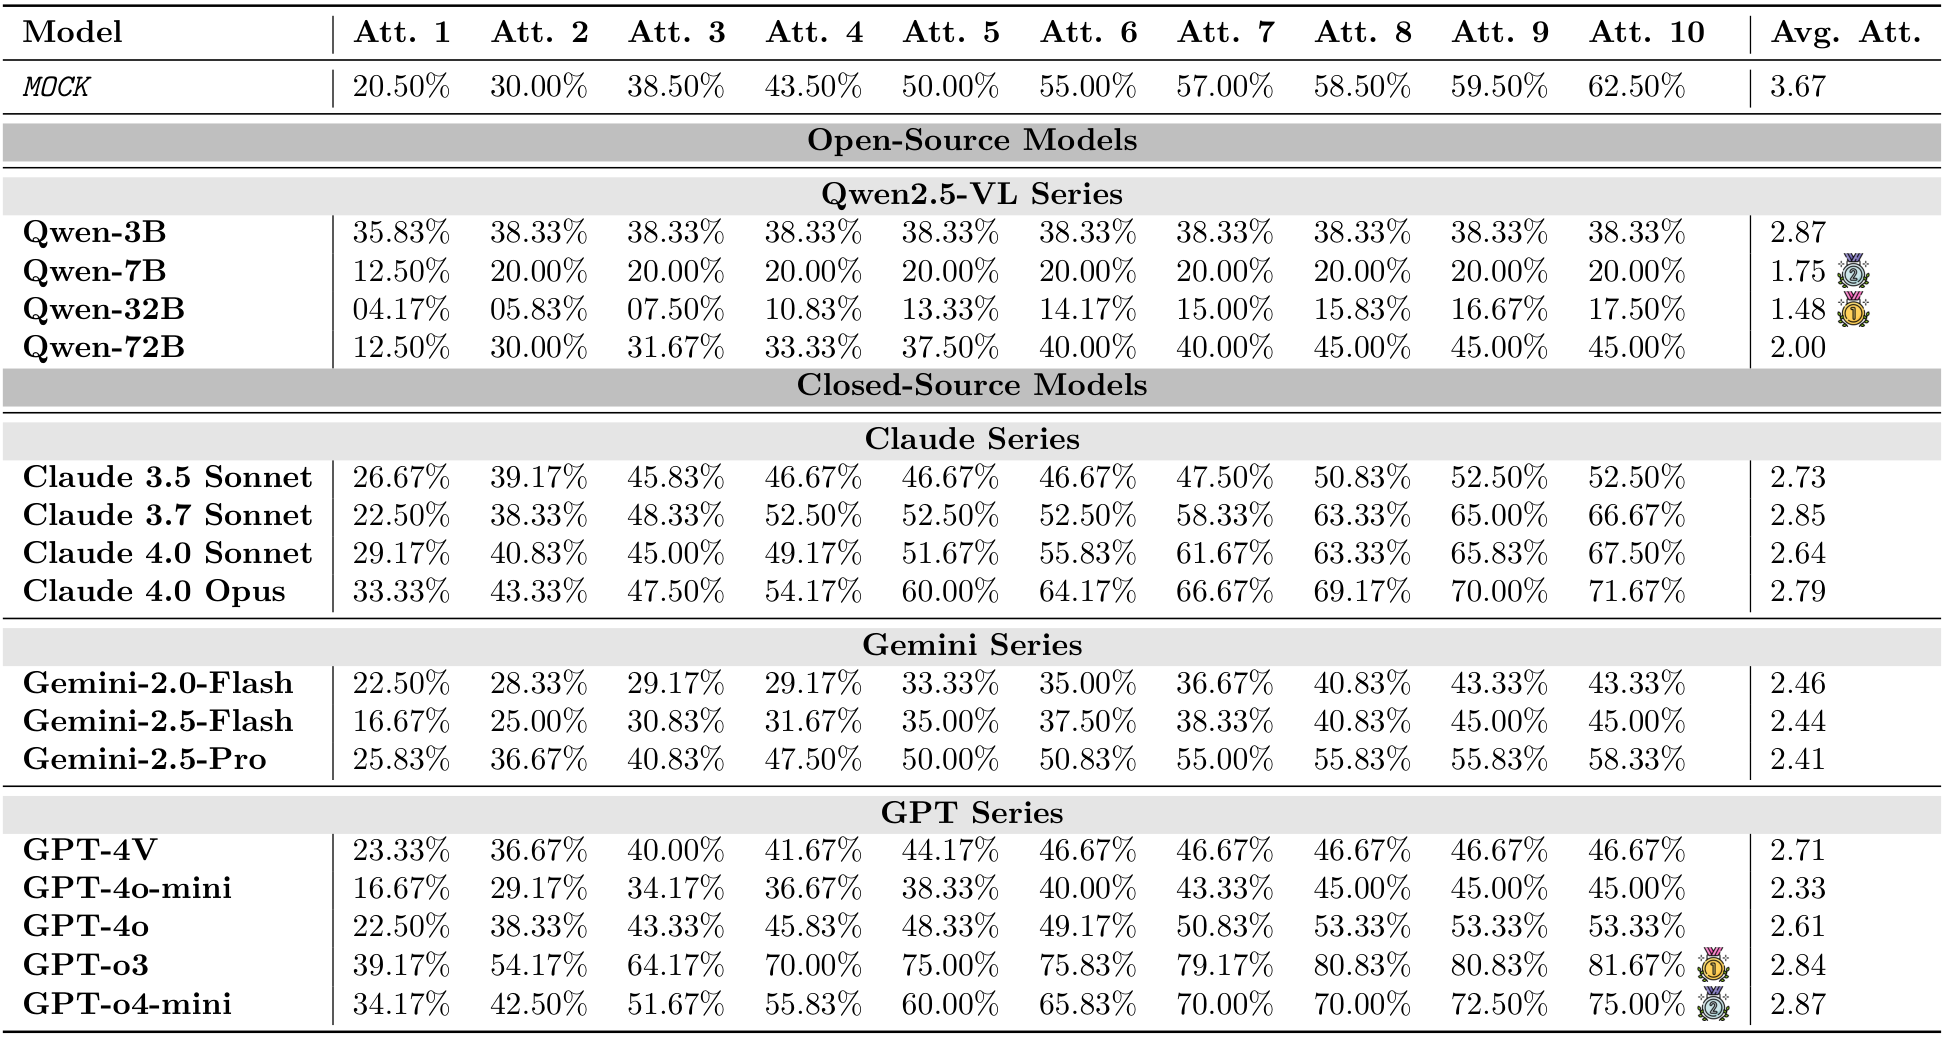 Model Att. 1 Att. 2 Att. 3 Att. 4 Att. 5 Att. 6 Att. 7 Att. 8 Att. 9 Att. 10 Avg. Att.
MOCK 20.50% 30.00% 38.50% 43.50% 50.00% 55.00% 57.00% 58.50% 59.50% 62.50% 3.67
Open-Source Models
Qwen2.5-VL Series
Qwen-3B 35.83% 38.33% 38.33% 38.33% 38.33% 38.33% 38.33% 38.33% 38.33% 38.33% 2.87
Qwen-7B 12.50% 20.00% 20.00% 20.00% 20.00% 20.00% 20.00% 20.00% 20.00% 20.00% 1.75 2
Qwen-32B 04.17% 05.83% 07.50% 10.83% 13.33% 14.17% 15.00% 15.83% 16.67% 17.50% 1.48 1
Qwen-72B 12.50% 30.00% 31.67% 33.33% 37.50% 40.00% 40.00% 45.00% 45.00% 45.00% 2.00
Closed-Source Models
Claude Series
Claude 3.5 Sonnet 26.67% 39.17% 45.83% 46.67% 46.67% 46.67% 47.50% 50.83% 52.50% 52.50% 2.73
Claude 3.7 Sonnet 22.50% 38.33% 48.33% 52.50% 52.50% 52.50% 58.33% 63.33% 65.00% 66.67% 2.85
Claude 4.0 Sonnet 29.17% 40.83% 45.00% 49.17% 51.67% 55.83% 61.67% 63.33% 65.83% 67.50% 2.64
Claude 4.0 Opus 33.33% 43.33% 47.50% 54.17% 60.00% 64.17% 66.67% 69.17% 70.00% 71.67% 2.79
Gemini Series
Gemini-2.0-Flash 22.50% 28.33% 29.17% 29.17% 33.33% 35.00% 36.67% 40.83% 43.33% 43.33% 2.46
Gemini-2.5-Flash 16.67% 25.00% 30.83% 31.67% 35.00% 37.50% 38.33% 40.83% 45.00% 45.00% 2.44
Gemini-2.5-Pro 25.83% 36.67% 40.83% 47.50% 50.00% 50.83% 55.00% 55.83% 55.83% 58.33% 2.41
GPT Series
GPT-4V 23.33% 36.67% 40.00% 41.67% 44.17% 46.67% 46.67% 46.67% 46.67% 46.67% 2.71
GPT-4o-mini 16.67% 29.17% 34.17% 36.67% 38.33% 40.00% 43.33% 45.00% 45.00% 45.00% 2.33
GPT-4o 22.50% 38.33% 43.33% 45.83% 48.33% 49.17% 50.83% 53.33% 53.33% 53.33% 2.61
GPT-o3 39.17% 54.17% 64.17% 70.00% 75.00% 75.83% 79.17% 80.83% 80.83% 81.67% 1 2.84
GPT-o4-mini 34.17% 42.50% 51.67% 55.83% 60.00% 65.83% 70.00% 70.00% 72.50% 75.00% 2 2.87